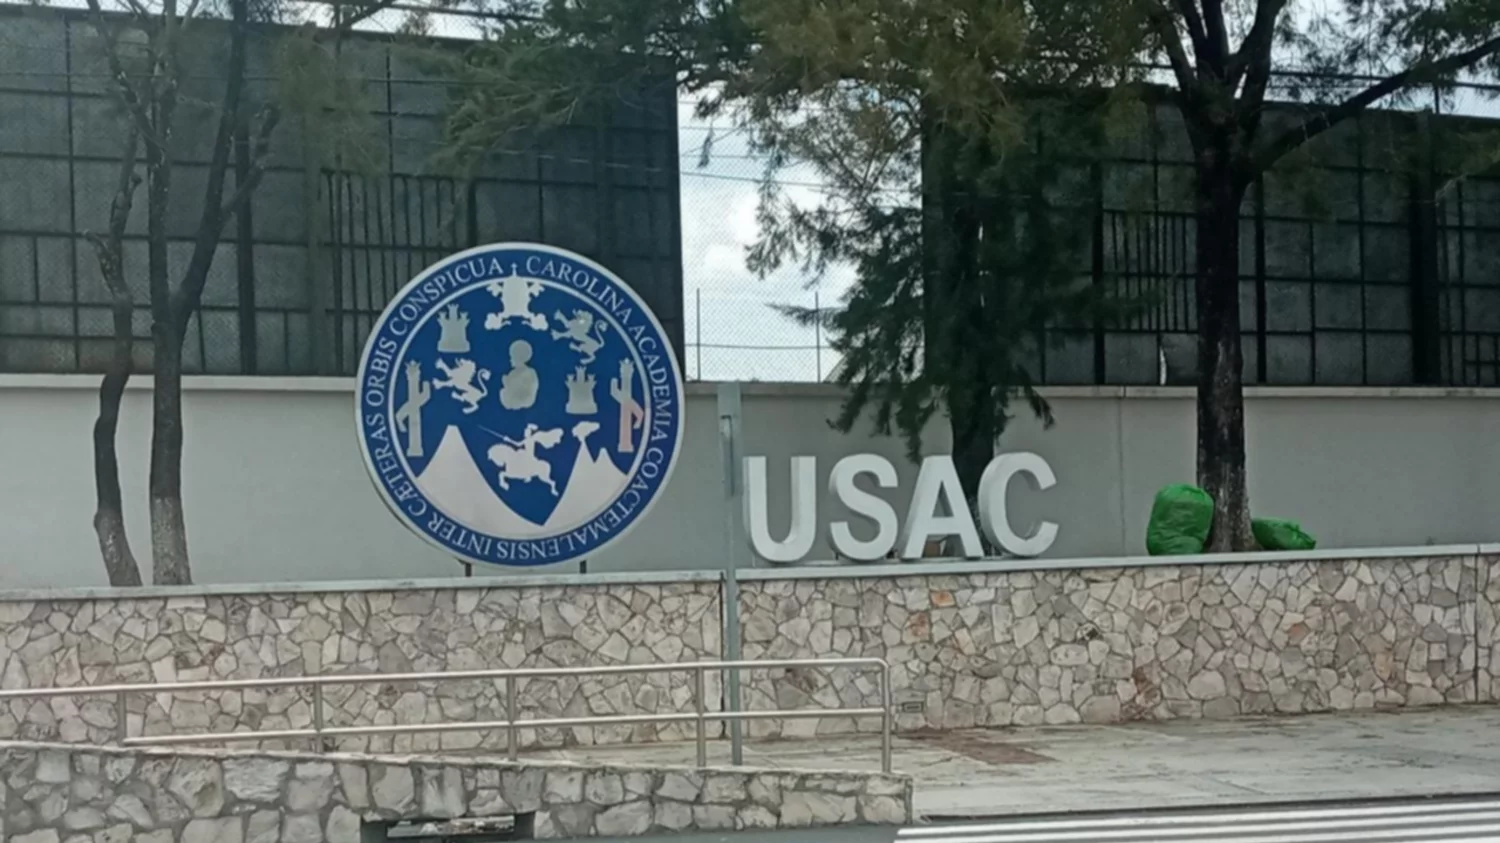 CAROLINA ACADEMIA COACTEMALENSIS INTER CÆTERAS ORBIS CONSPICUA
USAC